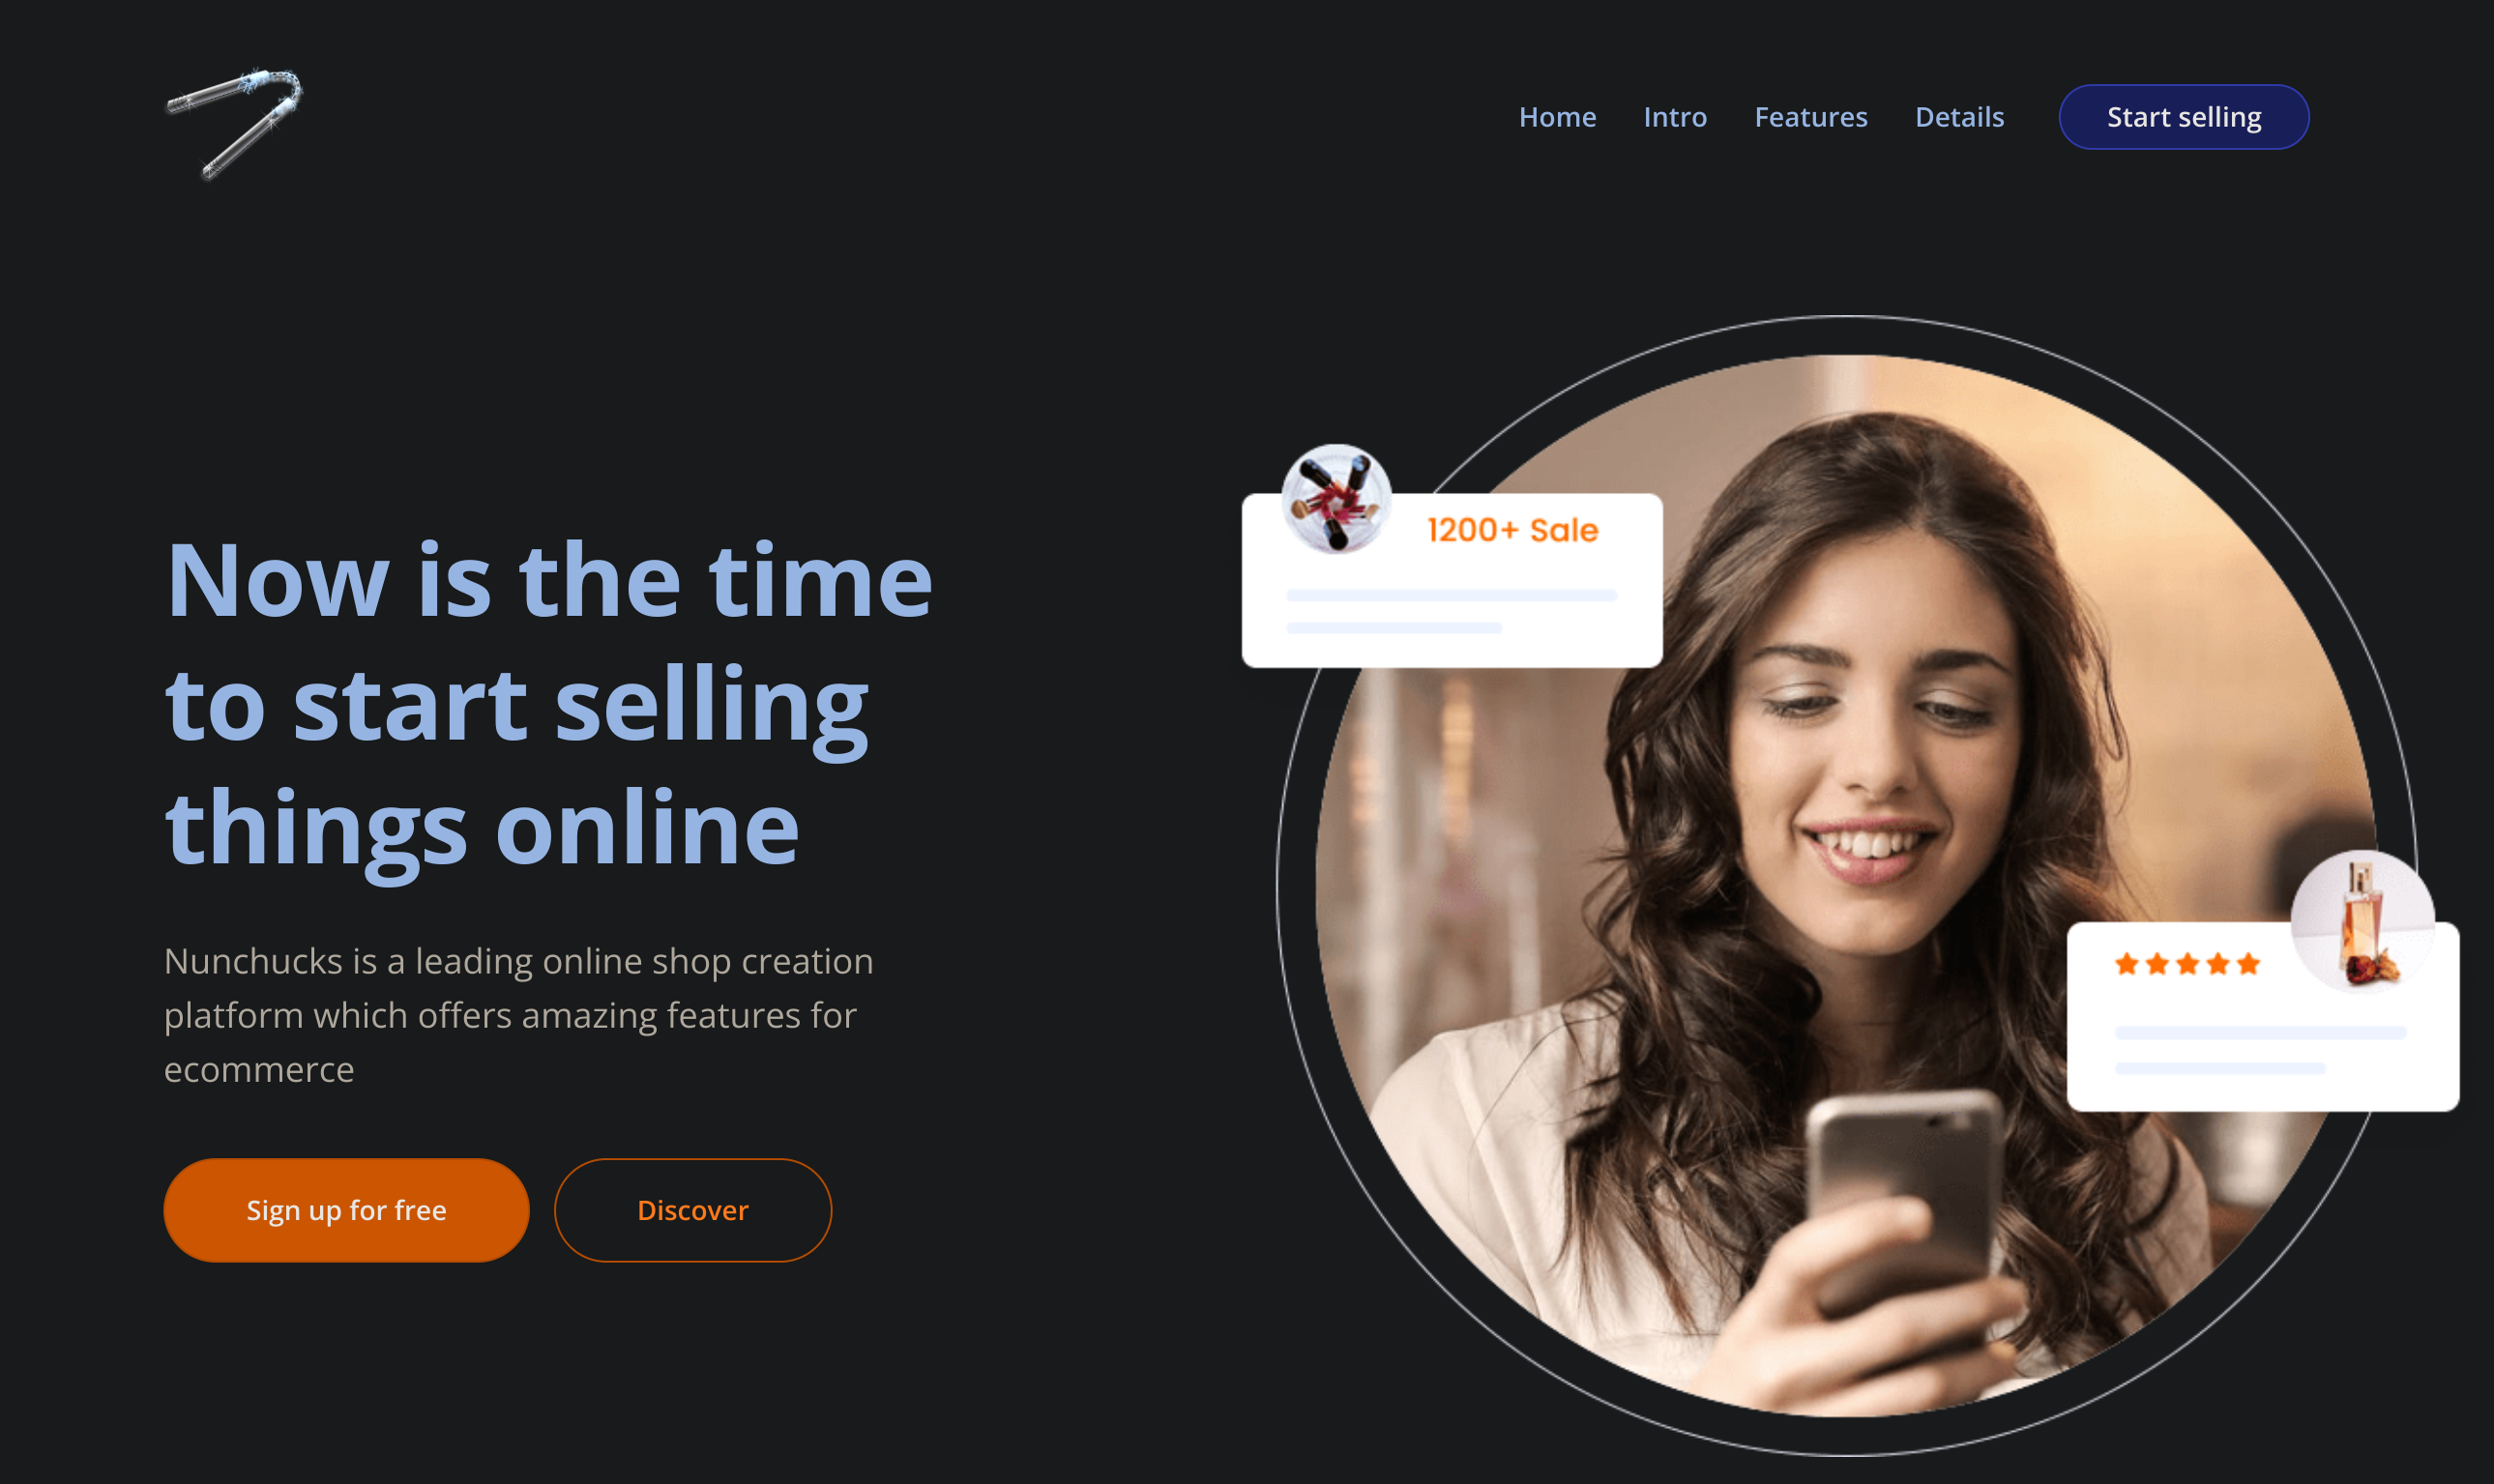 Home
Intro
Features
Details
Start selling
Now is the time
to start selling
things online
Nunchucks is a leading online shop creation
platform which offers amazing features for
ecommerce
Sign up for free
Discover
1200+ Sale